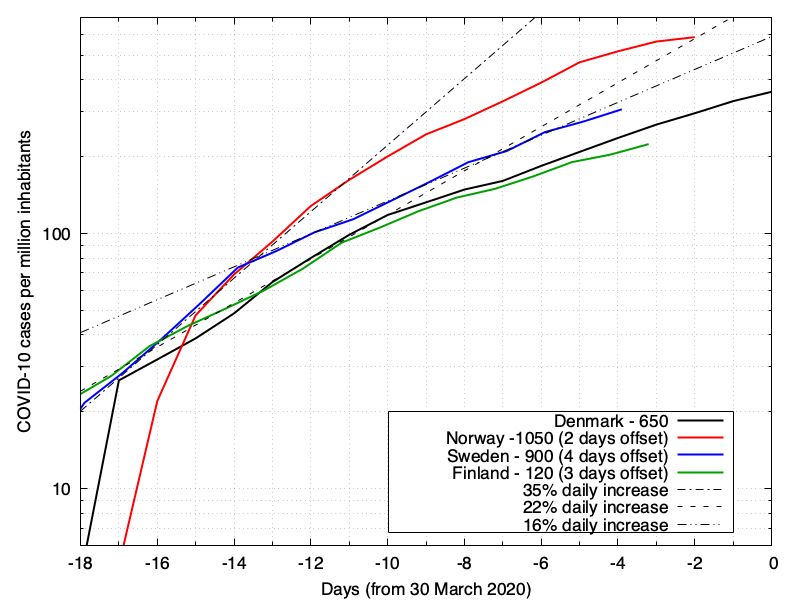 COVID-10 cases per million inhabitants
100
10
Denmark - 650
Norway -1050 (2 days offset)
Sweden - 900 (4 days offset)
Finland - 120 (3 days offset)
35% daily increase
22% daily increase
16% daily increase
-18 -16 -14 -12 -10 -8 -6 -4 -2 0
Days (from 30 March 2020)